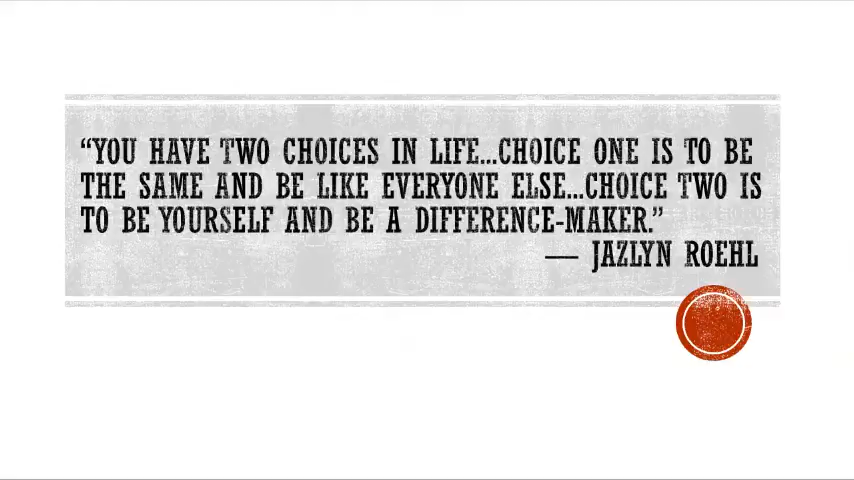 “YOU HAVE TWO CHOICES IN LIFE...CHOICE ONE IS TO BE
THE SAME AND BE LIKE EVERYONE ELSE...CHOICE TWO IS
TO BE YOURSELF AND BE A DIFFERENCE-MAKER.”
— JAZLYN ROEHL